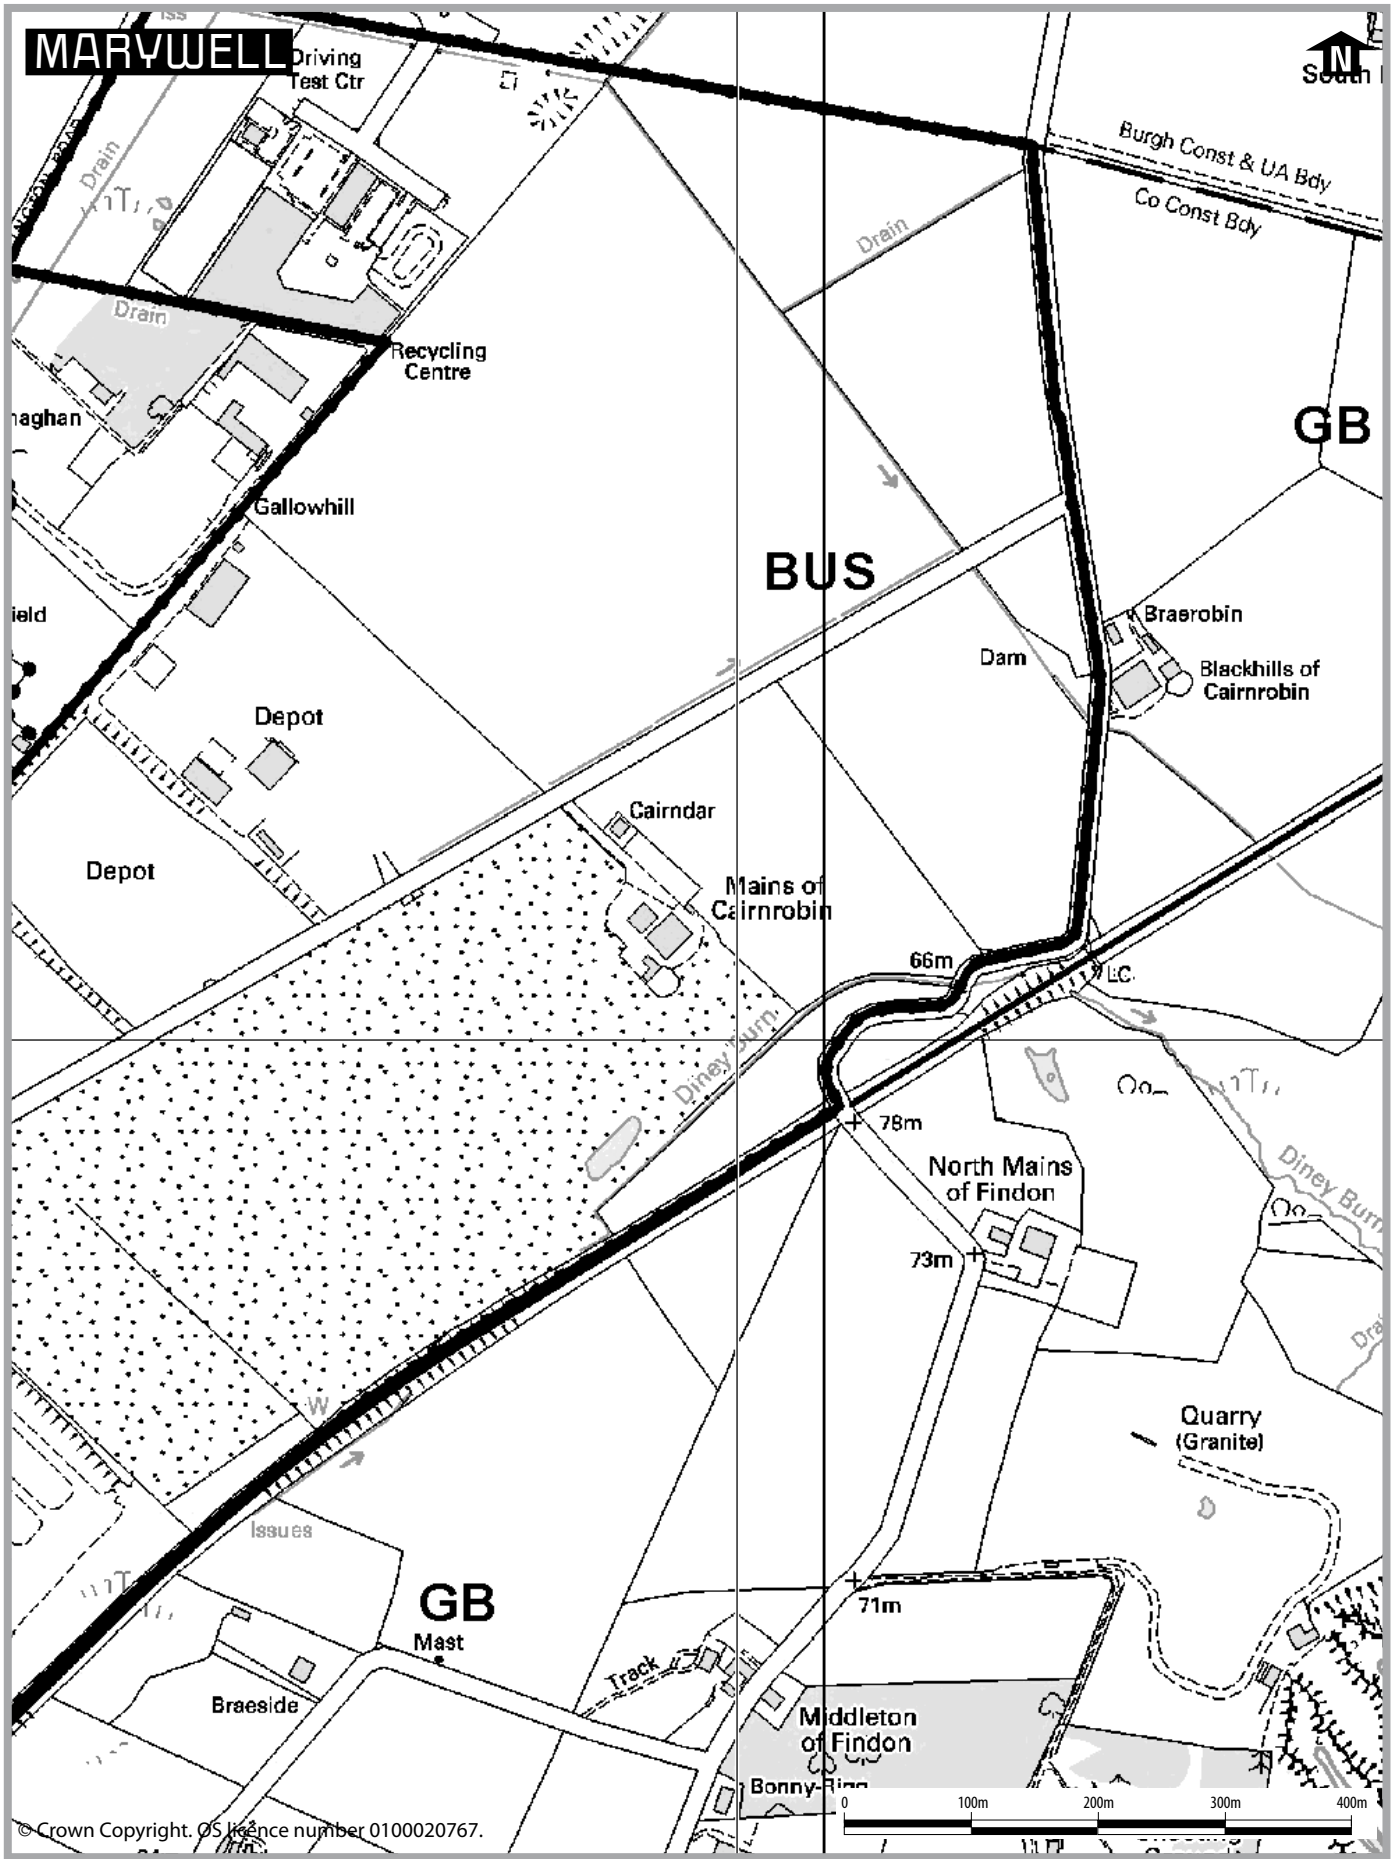 MARYWELL
Iss
Driving
Test Ctr
N
South
Burgh Const & UA Bdy
Co Const Bdy
Drain
Drain
Drain
Recycling
Centre
naghan
GB
Gallowhill
BUS
ield
Braerobin
Dam
Blackhills of
Cairnrobin
Depot
Cairndar
Depot
Mains of
Cairnrobin
66m
LC
Diney Burn
78m
North Mains
of Findon
Diney Burn
73m
Drai
W
Quarry
(Granite)
Issues
GB
71m
Mast
Track
Braeside
Middleton
of Findon
Bonny-Rigg
0 100m 200m 300m 400m
© Crown Copyright. OS licence number 0100020767.